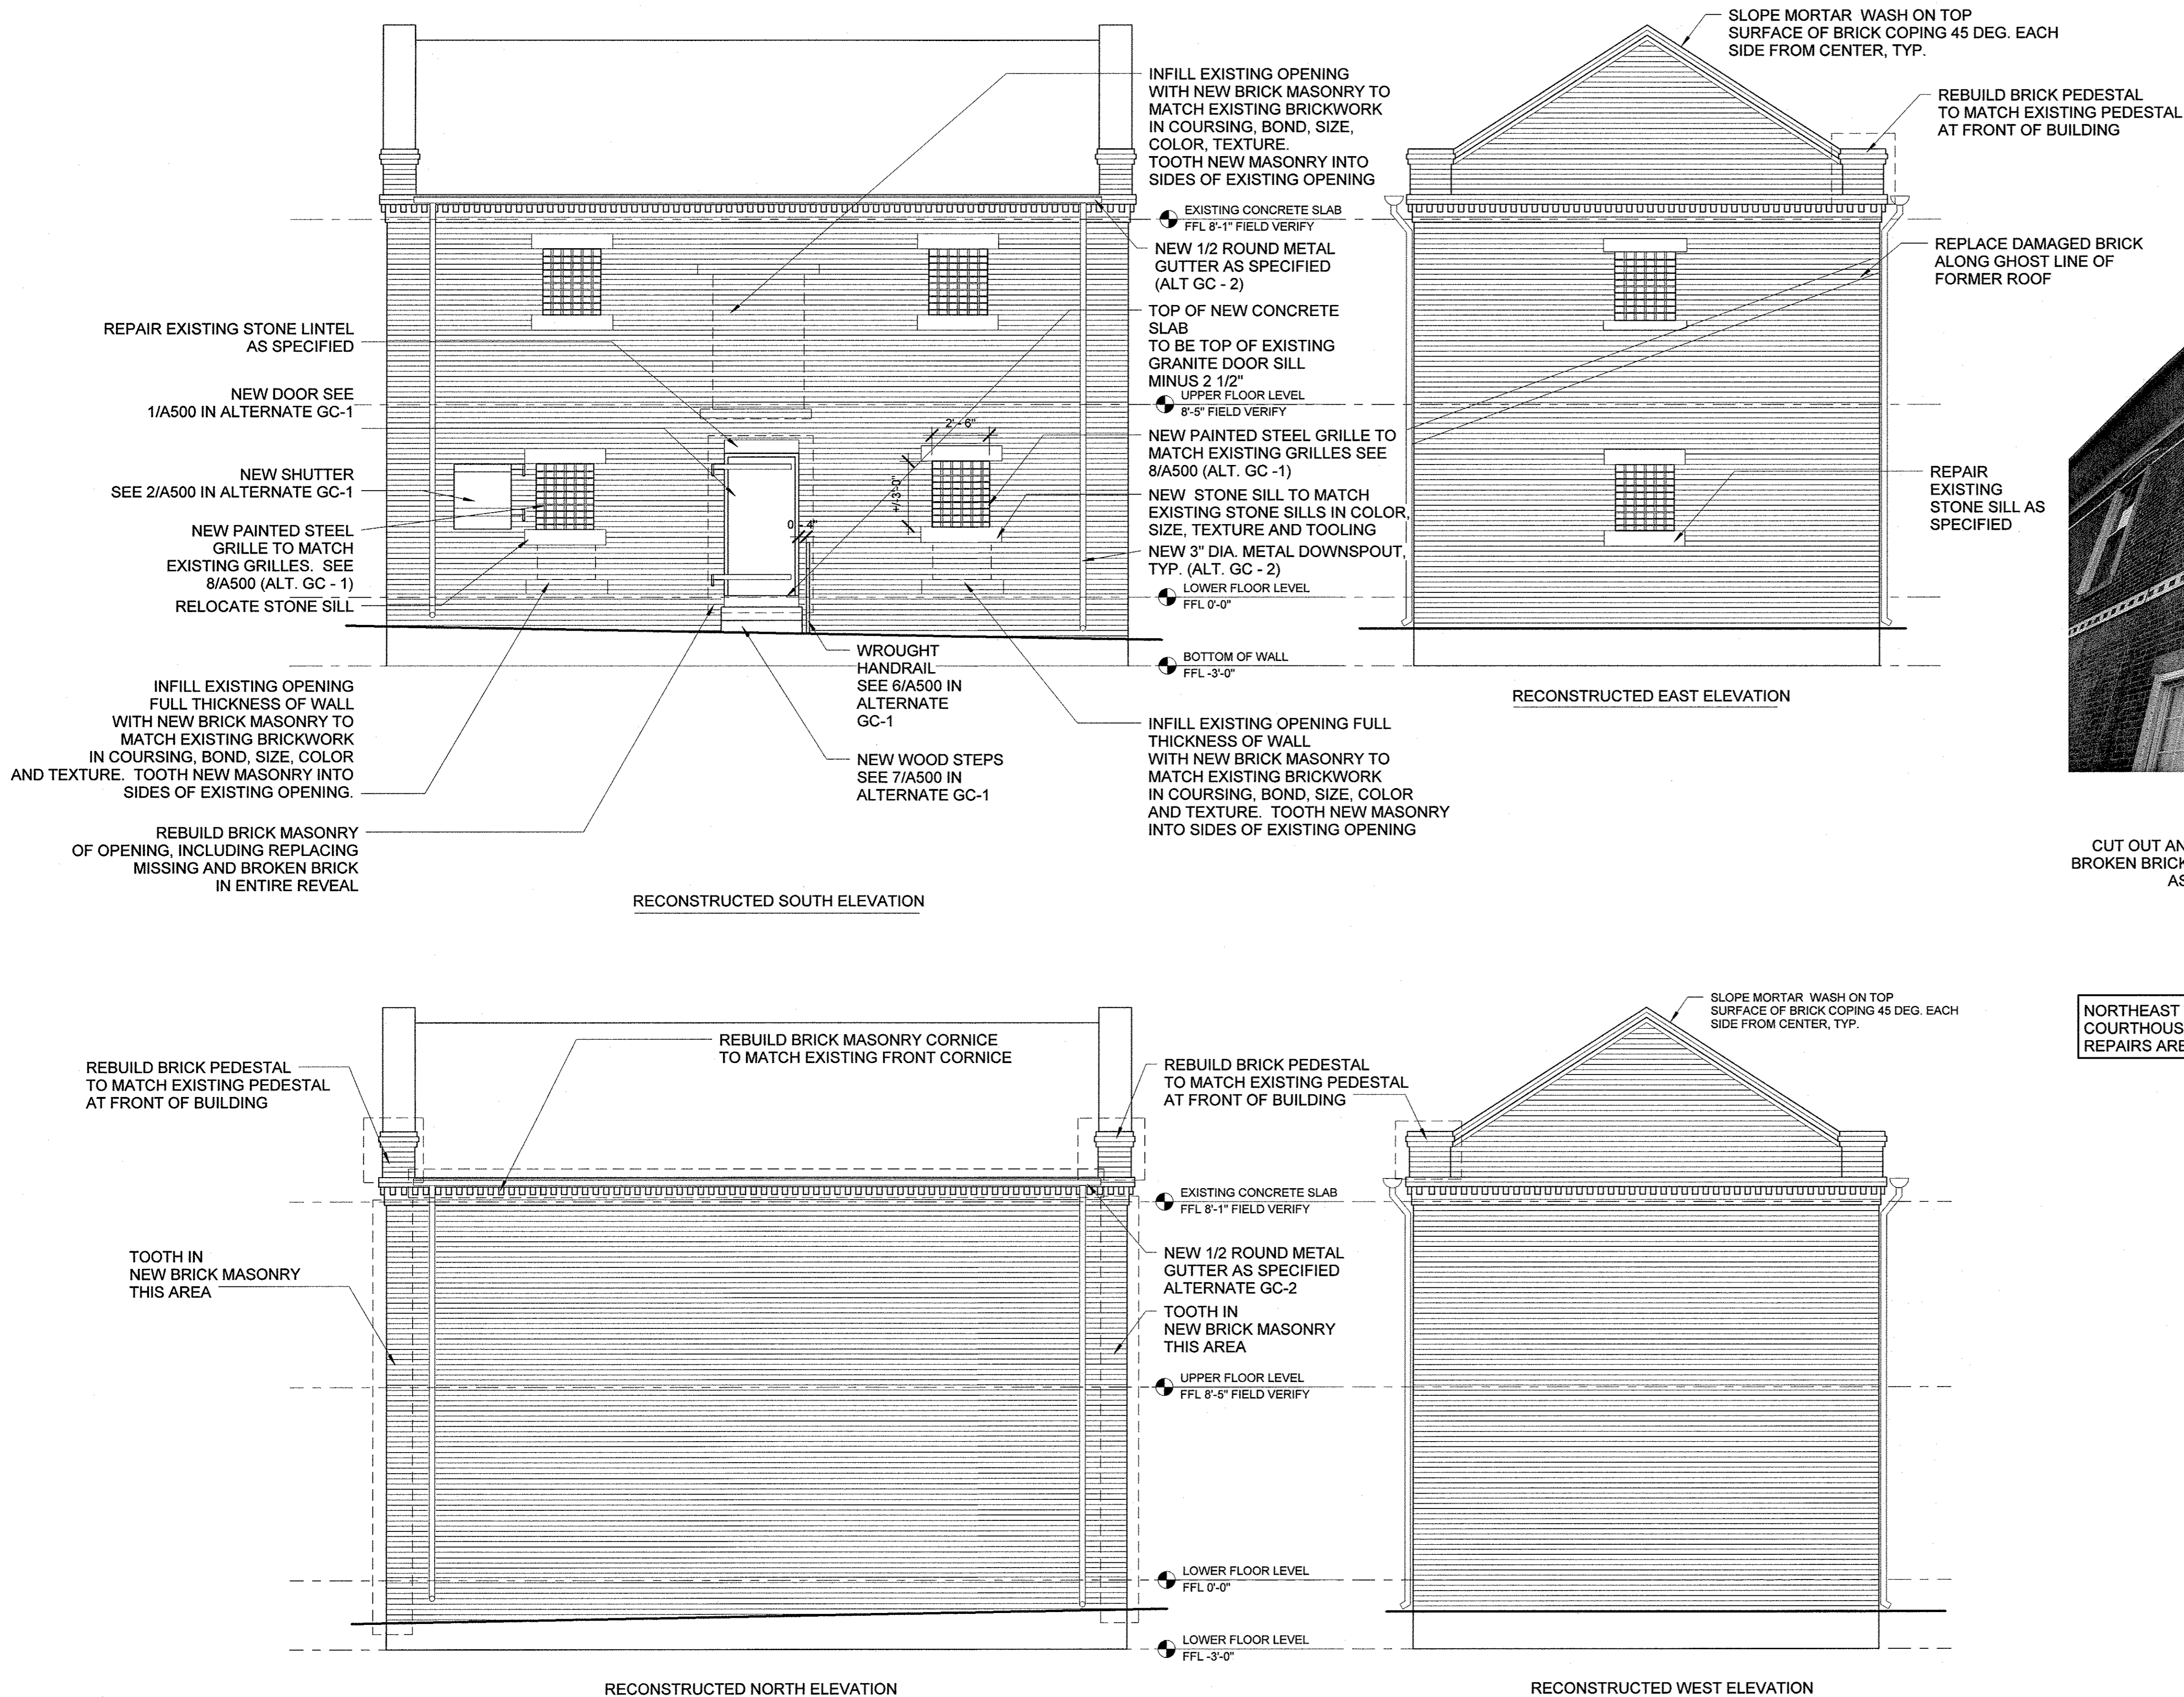 SLOPE MORTAR WASH ON TOP
SURFACE OF BRICK COPING 45 DEG. EACH
SIDE FROM CENTER, TYP.
INFILL EXISTING OPENING
WITH NEW BRICK MASONRY TO
MATCH EXISTING BRICKWORK
IN COURSING, BOND, SIZE,
COLOR, TEXTURE.
TOOTH NEW MASONRY INTO
SIDES OF EXISTING OPENING
REBUILD BRICK PEDESTAL
TO MATCH EXISTING PEDESTAL
AT FRONT OF BUILDING
EXISTING CONCRETE SLAB
FFL 8'-1" FIELD VERIFY
NEW 1/2 ROUND METAL
GUTTER AS SPECIFIED
(ALT GC - 2)
REPLACE DAMAGED BRICK
ALONG GHOST LINE OF
FORMER ROOF
TOP OF NEW CONCRETE
SLAB
TO BE TOP OF EXISTING
GRANITE DOOR SILL
MINUS 2 1/2"
UPPER FLOOR LEVEL
8'-5" FIELD VERIFY
REPAIR EXISTING STONE LINTEL
AS SPECIFIED
NEW DOOR SEE
1/A500 IN ALTERNATE GC-1
NEW SHUTTER
SEE 2/A500 IN ALTERNATE GC-1
NEW PAINTED STEEL
GRILLE TO MATCH
EXISTING GRILLES. SEE
8/A500 (ALT. GC - 1)
RELOCATE STONE SILL
2' - 6"
+/-3'-0"
0 - 4"
NEW PAINTED STEEL GRILLE TO
MATCH EXISTING GRILLES SEE
8/A500 (ALT. GC -1)
NEW STONE SILL TO MATCH
EXISTING STONE SILLS IN COLOR,
SIZE, TEXTURE AND TOOLING
NEW 3" DIA. METAL DOWNSPOUT,
TYP. (ALT. GC - 2)
LOWER FLOOR LEVEL
FFL 0'-0"
REPAIR
EXISTING
STONE SILL AS
SPECIFIED
BOTTOM OF WALL
FFL -3'-0"
WROUGHT
HANDRAIL
SEE 6/A500 IN
ALTERNATE
GC-1
NEW WOOD STEPS
SEE 7/A500 IN
ALTERNATE GC-1
INFILL EXISTING OPENING
FULL THICKNESS OF WALL
WITH NEW BRICK MASONRY TO
MATCH EXISTING BRICKWORK
IN COURSING, BOND, SIZE, COLOR
AND TEXTURE. TOOTH NEW MASONRY INTO
SIDES OF EXISTING OPENING.
REBUILD BRICK MASONRY
OF OPENING, INCLUDING REPLACING
MISSING AND BROKEN BRICK
IN ENTIRE REVEAL
INFILL EXISTING OPENING FULL
THICKNESS OF WALL
WITH NEW BRICK MASONRY TO
MATCH EXISTING BRICKWORK
IN COURSING, BOND, SIZE, COLOR
AND TEXTURE. TOOTH NEW MASONRY
INTO SIDES OF EXISTING OPENING
RECONSTRUCTED EAST ELEVATION
RECONSTRUCTED SOUTH ELEVATION
CUT OUT AN
BROKEN BRICK
AS
NORTHEAST
COURTHOUS
REPAIRS ARE
REBUILD BRICK PEDESTAL
TO MATCH EXISTING PEDESTAL
AT FRONT OF BUILDING
REBUILD BRICK MASONRY CORNICE
TO MATCH EXISTING FRONT CORNICE
REBUILD BRICK PEDESTAL
TO MATCH EXISTING PEDESTAL
AT FRONT OF BUILDING
SLOPE MORTAR WASH ON TOP
SURFACE OF BRICK COPING 45 DEG. EACH
SIDE FROM CENTER, TYP.
EXISTING CONCRETE SLAB
FFL 8'-1" FIELD VERIFY
TOOTH IN
NEW BRICK MASONRY
THIS AREA
NEW 1/2 ROUND METAL
GUTTER AS SPECIFIED
ALTERNATE GC-2
TOOTH IN
NEW BRICK MASONRY
THIS AREA
UPPER FLOOR LEVEL
FFL 8'-5" FIELD VERIFY
LOWER FLOOR LEVEL
FFL 0'-0"
LOWER FLOOR LEVEL
FFL -3'-0"
RECONSTRUCTED NORTH ELEVATION
RECONSTRUCTED WEST ELEVATION